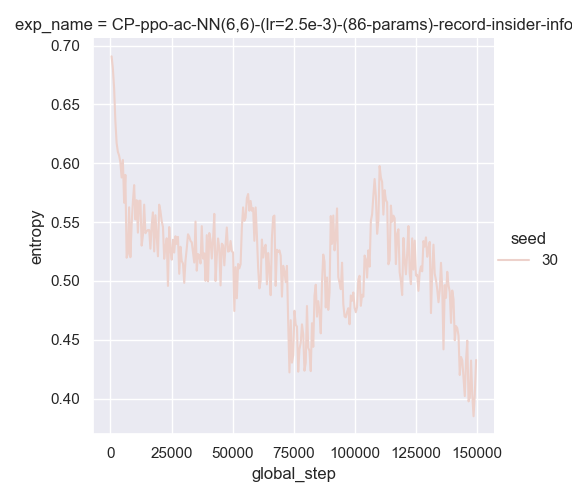 exp_name = CP-ppo-ac-NN(6,6)-(lr=2.5e-3)-(86-params)-record-insider-info
0.70
0.65
0.60
0.55
0.50
0.45
0.40
entropy
0 25000 50000 75000 100000 125000 150000
global_step
seed
30